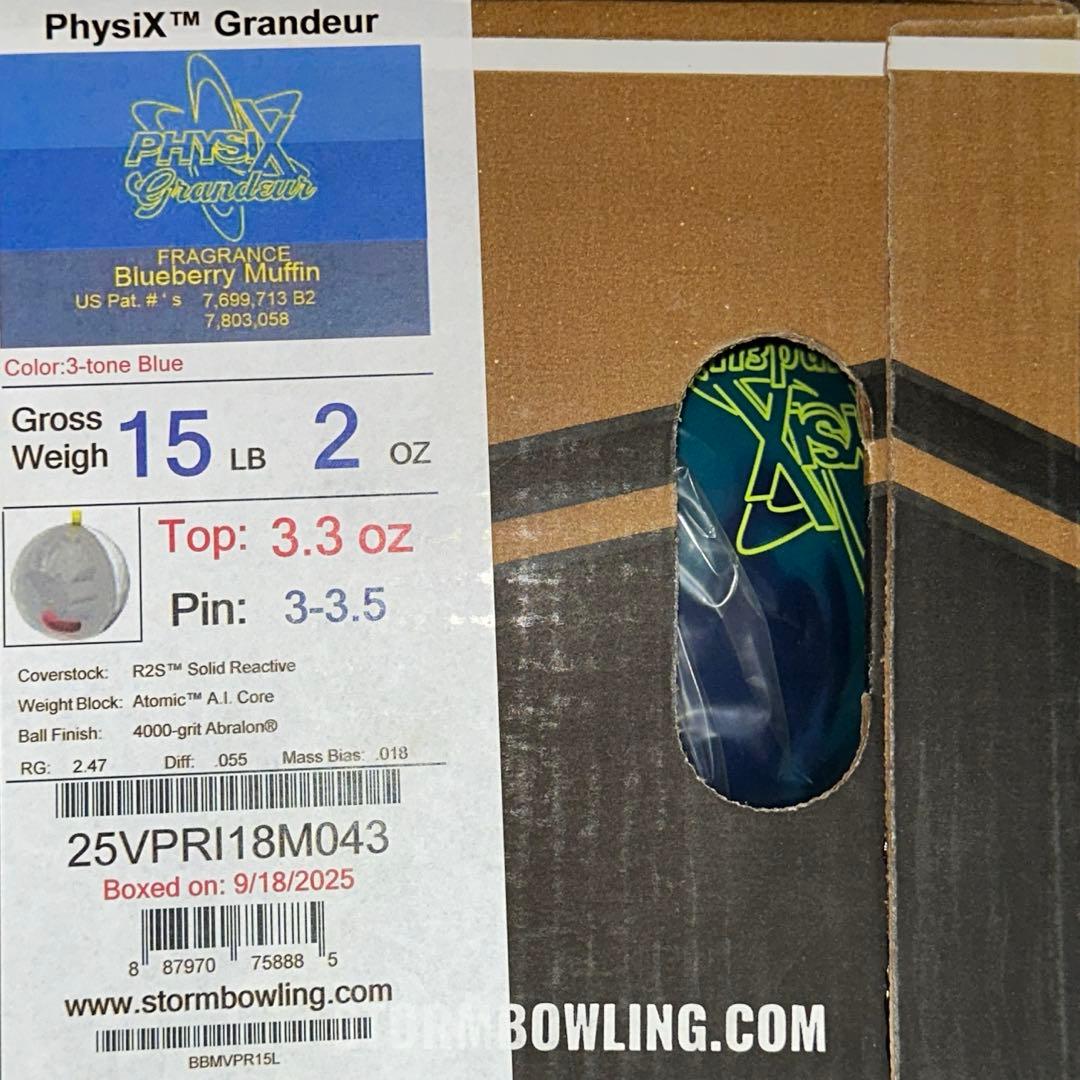 PhysiX™ Grandeur
PHYSIX
Grandeur
FRAGRANCE
Blueberry Muffin
US Pat. # ' s 7,699,713 B2
7,803,058
Color:3-tone Blue
Gross
Weigh 15 LB 2 OZ
Top: 3.3 oz
Pin: 3-3.5
Coverstock: R2S™ Solid Reactive
Weight Block: Atomic™ A.I. Core
Ball Finish: 4000-grit Abralon®
RG: 2.47 Diff: .055 Mass Bias: .018
25VPRI18M043
Boxed on: 9/18/2025
8 87970 75888 5
www.stormbowling.com
BBMVPR15L
STORMBOWLING.COM